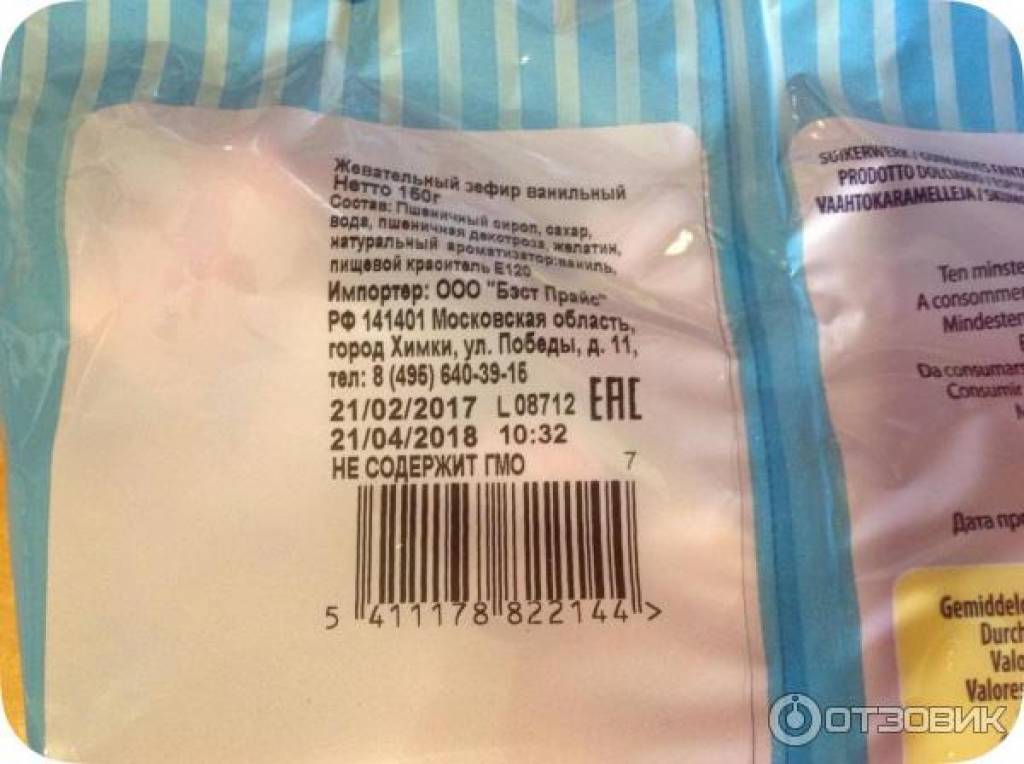 Жевательный зефир ванильный
Нетто 150г
Состав: Пшеничный сироп, сахар,
вода, пшеничная декстроза, желатин,
натуральный ароматизатор:ваниль,
пищевой краситель Е120
Импортер: ООО "Бэст Прайс"
РФ 141401 Московская область,
город Химки, ул. Победы, д. 11,
тел: 8 (495) 640-39-16
21/02/2017 L 08712 EAC
21/04/2018 10:32
НЕ СОДЕРЖИТ ГМО 7
5 411178 822144 >
SUIKERWERK /
PRODOTTO DOLCIARIO
VAAHTOKARAMELLEJA /
Ten minste
A consommer
Mindesten
Da consumars
Consumir
Дата пр
Gemiddeld
Durch
Valo
Valores
ОТЗОВИК